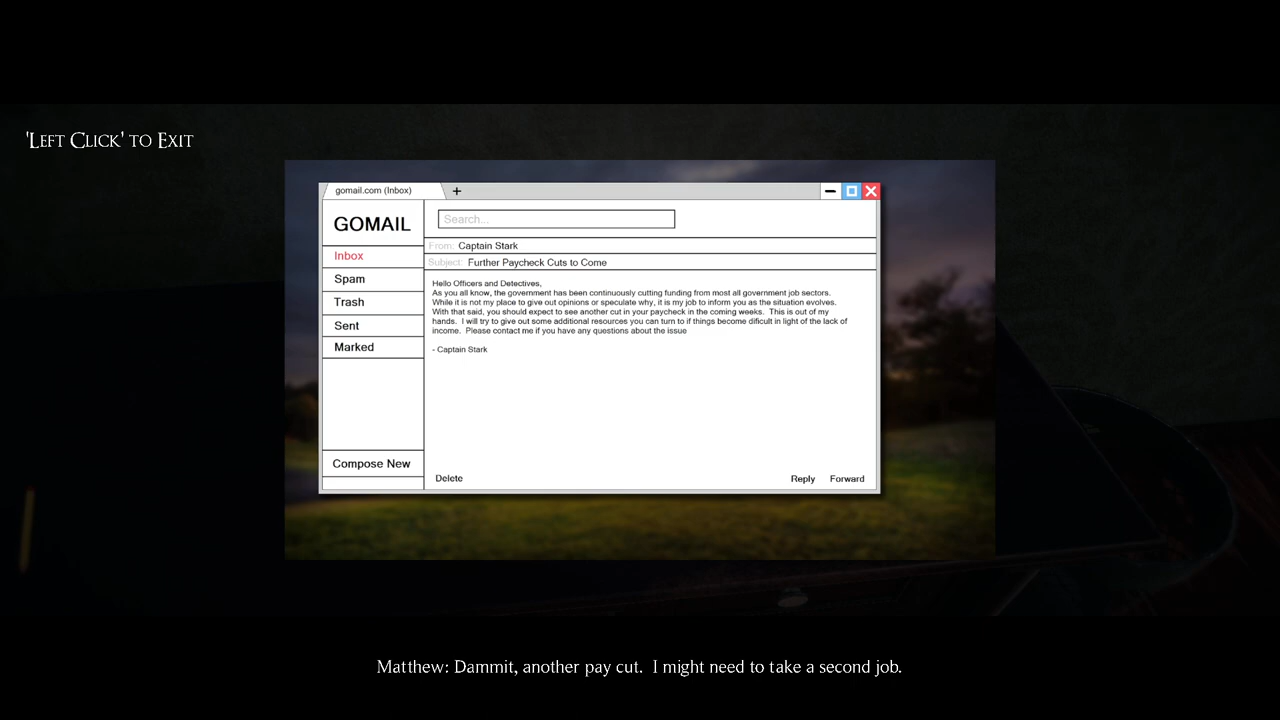 'Left Click' to Exit
gomail.com (Inbox)
+
GOMAIL
Search...
Inbox
From: Captain Stark
Subject: Further Paycheck Cuts to Come
Spam
Trash
Sent
Marked
Hello Officers and Detectives,
As you all know, the government has been continuously cutting funding from most all government job sectors.
While it is not my place to give out opinions or speculate why, it is my job to inform you as the situation evolves.
With that said, you should expect to see another cut in your paycheck in the coming weeks.  This is out of my
hands.  I will try to give out some additional resources you can turn to if things become dificult in light of the lack of
income.  Please contact me if you have any questions about the issue
- Captain Stark
Compose New
Delete
Reply
Forward
Matthew: Dammit, another pay cut.  I might need to take a second job.